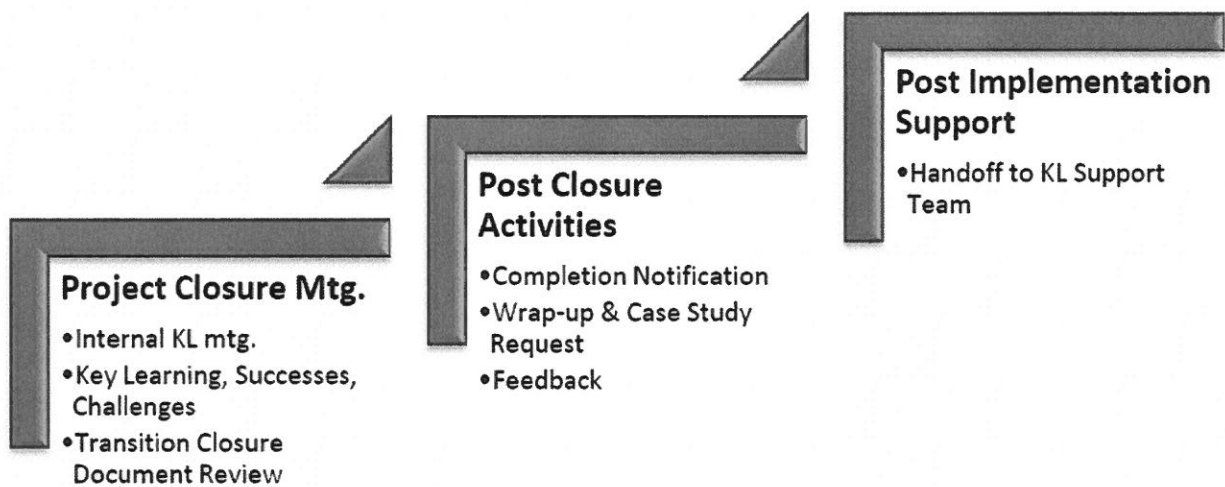 Project Closure Mtg.
•Internal KL mtg.
•Key Learning, Successes,
Challenges
•Transition Closure
Document Review
Post Closure
Activities
•Completion Notification
•Wrap-up & Case Study
Request
•Feedback
Post Implementation
Support
•Handoff to KL Support
Team